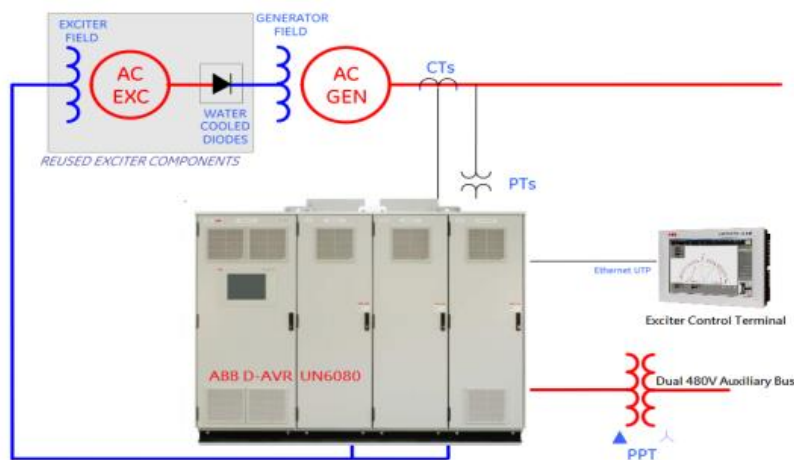 EXCITER
FIELD
GENERATOR
FIELD
AC
EXC
AC
GEN
CTs
WATER
COOLED
DIODES
REUSED EXCITER COMPONENTS
PTs
Ethernet UTP
Exciter Control Terminal
ABB D-AVR UN6080
Dual 480V Auxiliary Bus
PPT